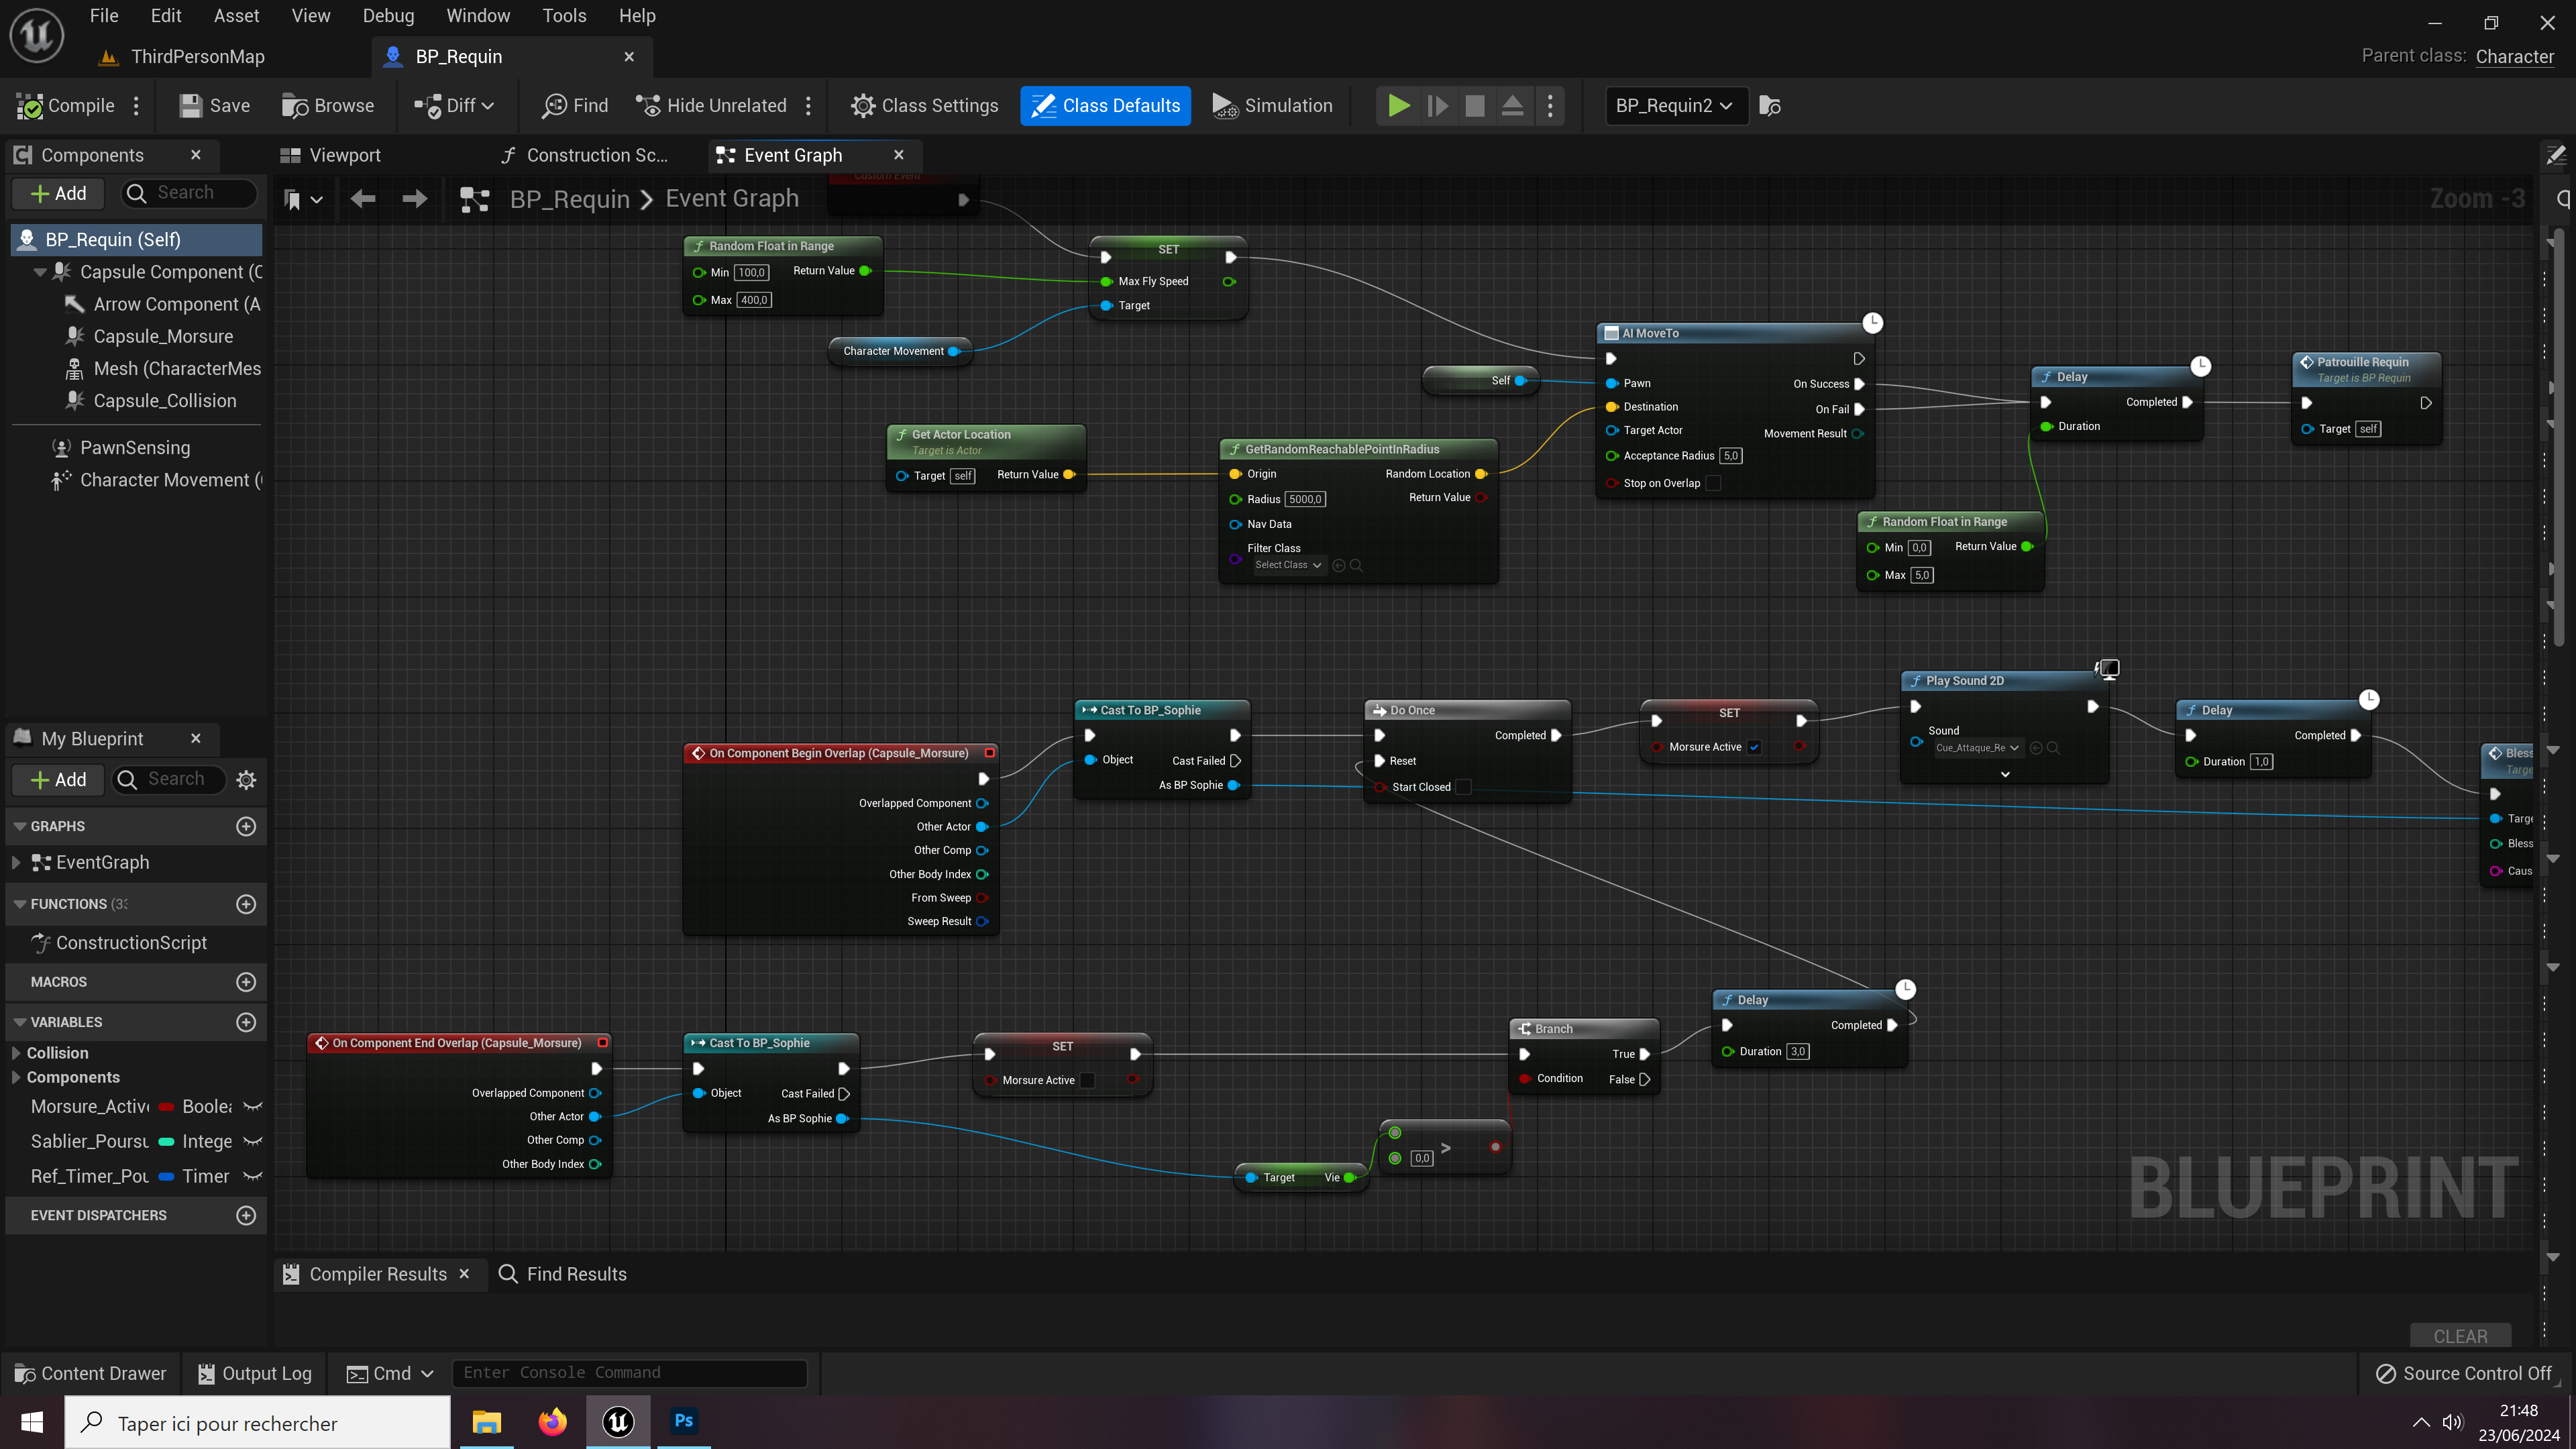 File Edit Asset View Debug Window Tools Help
ThirdPersonMap
BP_Requin
Parent class: Character
Compile
Save
Browse
Diff
Find
Hide Unrelated
Class Settings
Class Defaults
Simulation
BP_Requin2
Components
Add
Search
BP_Requin (Self)
Capsule Component (C
Arrow Component (A
Capsule_Morsure
Mesh (CharacterMes
Capsule_Collision
PawnSensing
Character Movement (
My Blueprint
Add
Search
GRAPHS
EventGraph
FUNCTIONS (33
ConstructionScript
MACROS
VARIABLES
Collision
Components
Morsure_Active Boolea
Sablier_Poursu Intege
Ref_Timer_Pou Timer
EVENT DISPATCHERS
Viewport
Construction Sc...
Event Graph
BP_Requin > Event Graph
Zoom -3
Custom Event
Random Float in Range
Min 100,0 Return Value
Max 400,0
SET
Max Fly Speed
Target
Character Movement
Get Actor Location
Target is Actor
Target self Return Value
GetRandomReachablePointInRadius
Origin Random Location
Radius 5000,0 Return Value
Nav Data
Filter Class
Select Class
Self
AI MoveTo
Pawn On Success
Destination On Fail
Target Actor Movement Result
Acceptance Radius 5,0
Stop on Overlap
Delay
Completed
Duration
Patrouille Requin
Target is BP Requin
Target self
Random Float in Range
Min 0,0 Return Value
Max 5,0
On Component Begin Overlap (Capsule_Morsure)
Overlapped Component
Other Actor
Other Comp
Other Body Index
From Sweep
Sweep Result
Cast To BP_Sophie
Object Cast Failed
As BP Sophie
Do Once
Completed
Reset
Start Closed
SET
Morsure Active
Play Sound 2D
Sound
Cue_Attaque_Re
Delay
Completed
Duration 1,0
Bless
Targe
Targe
Bless
Caus
On Component End Overlap (Capsule_Morsure)
Overlapped Component
Other Actor
Other Comp
Other Body Index
Cast To BP_Sophie
Object Cast Failed
As BP Sophie
SET
Morsure Active
Target Vie
0,0 >
Branch
True
Condition False
Delay
Completed
Duration 3,0
BLUEPRINT
Compiler Results
Find Results
CLEAR
Content Drawer
Output Log
Cmd
Enter Console Command
Source Control Off
Taper ici pour rechercher
Ps
21:48
23/06/2024